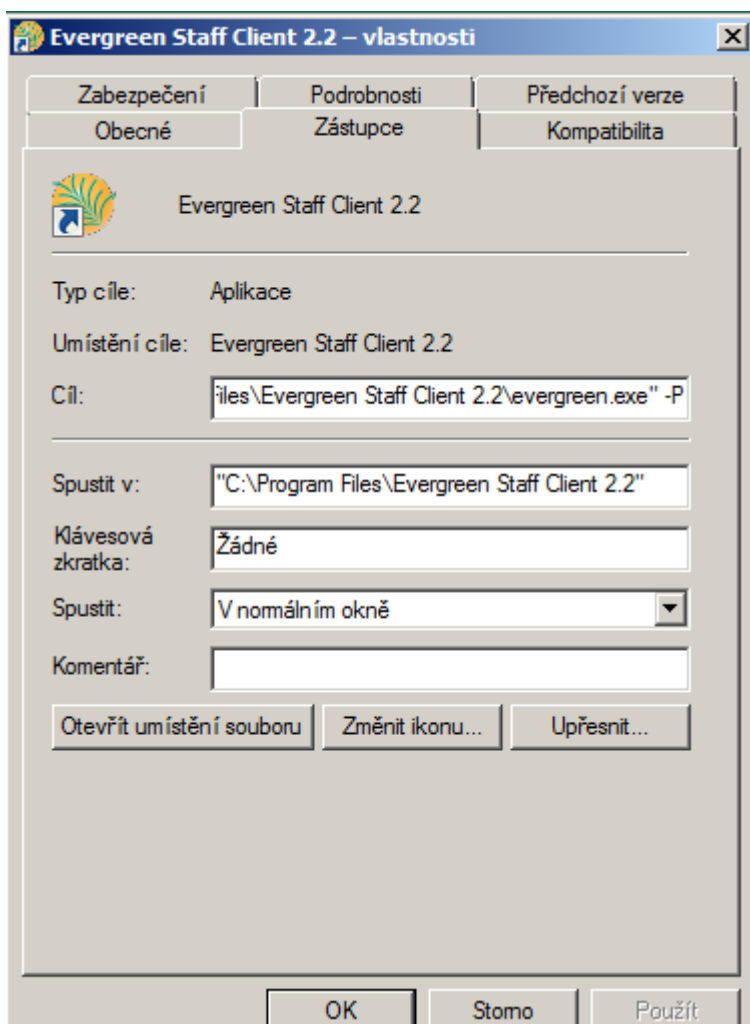 Evergreen Staff Client 2.2 – vlastnosti
Zabezpečení Podrobnosti Předchozí verze
Obecné Zástupce Kompatibilita
Evergreen Staff Client 2.2
Typ cíle: Aplikace
Umístění cíle: Evergreen Staff Client 2.2
Cíl: iles\Evergreen Staff Client 2.2\evergreen.exe" -P
Spustit v: "C:\Program Files\Evergreen Staff Client 2.2"
Klávesová
zkratka: Žádné
Spustit: V normálním okně
Komentář:
Otevřít umístění souboru Změnit ikonu... Upřesnit...
OK Storno Použít